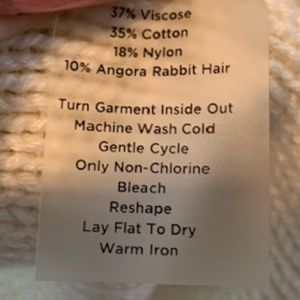 37% Viscose
35% Cotton
18% Nylon
10% Angora Rabbit Hair
Turn Garment Inside Out
Machine Wash Cold
Gentle Cycle
Only Non-Chlorine
Bleach
Reshape
Lay Flat To Dry
Warm Iron